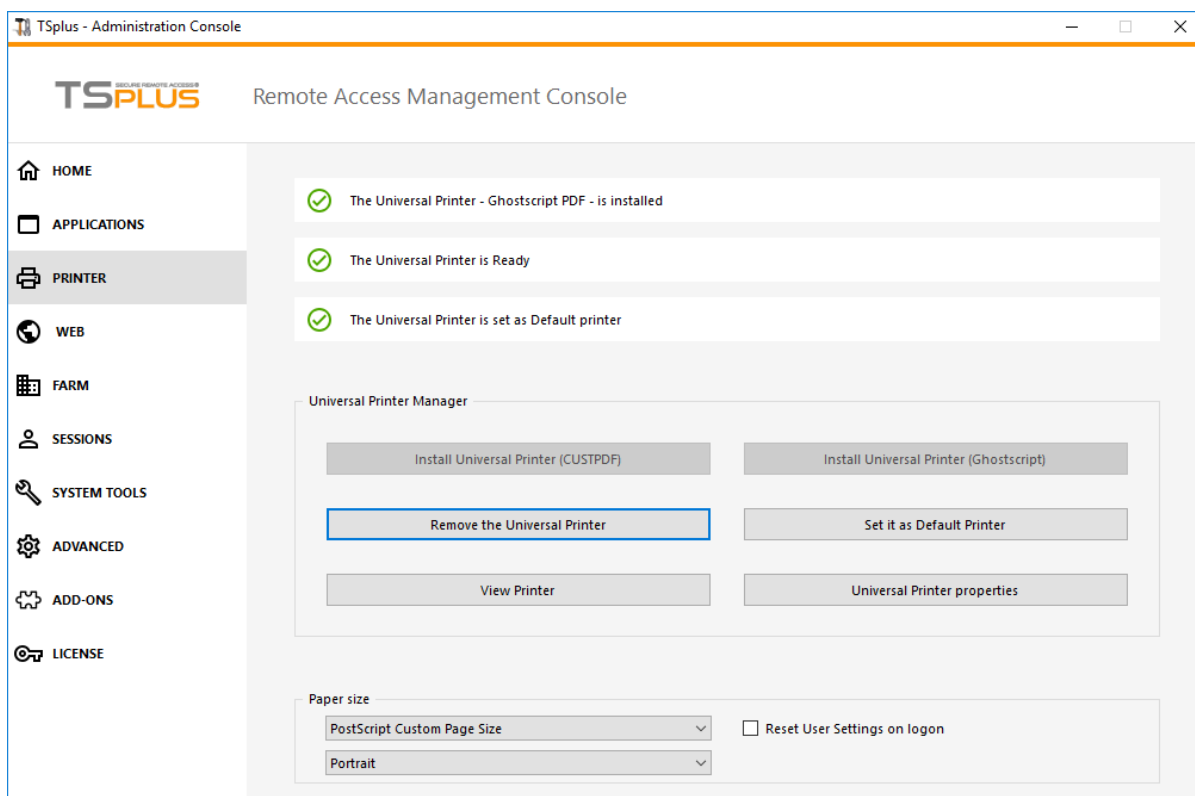 TSplus - Administration Console
SECURE REMOTE ACCESS®
TSPLUS
Remote Access Management Console
HOME
APPLICATIONS
PRINTER
WEB
FARM
SESSIONS
SYSTEM TOOLS
ADVANCED
ADD-ONS
LICENSE
The Universal Printer - Ghostscript PDF - is installed
The Universal Printer is Ready
The Universal Printer is set as Default printer
Universal Printer Manager
Install Universal Printer (CUSTPDF)
Install Universal Printer (Ghostscript)
Remove the Universal Printer
Set it as Default Printer
View Printer
Universal Printer properties
Paper size
PostScript Custom Page Size
Reset User Settings on logon
Portrait